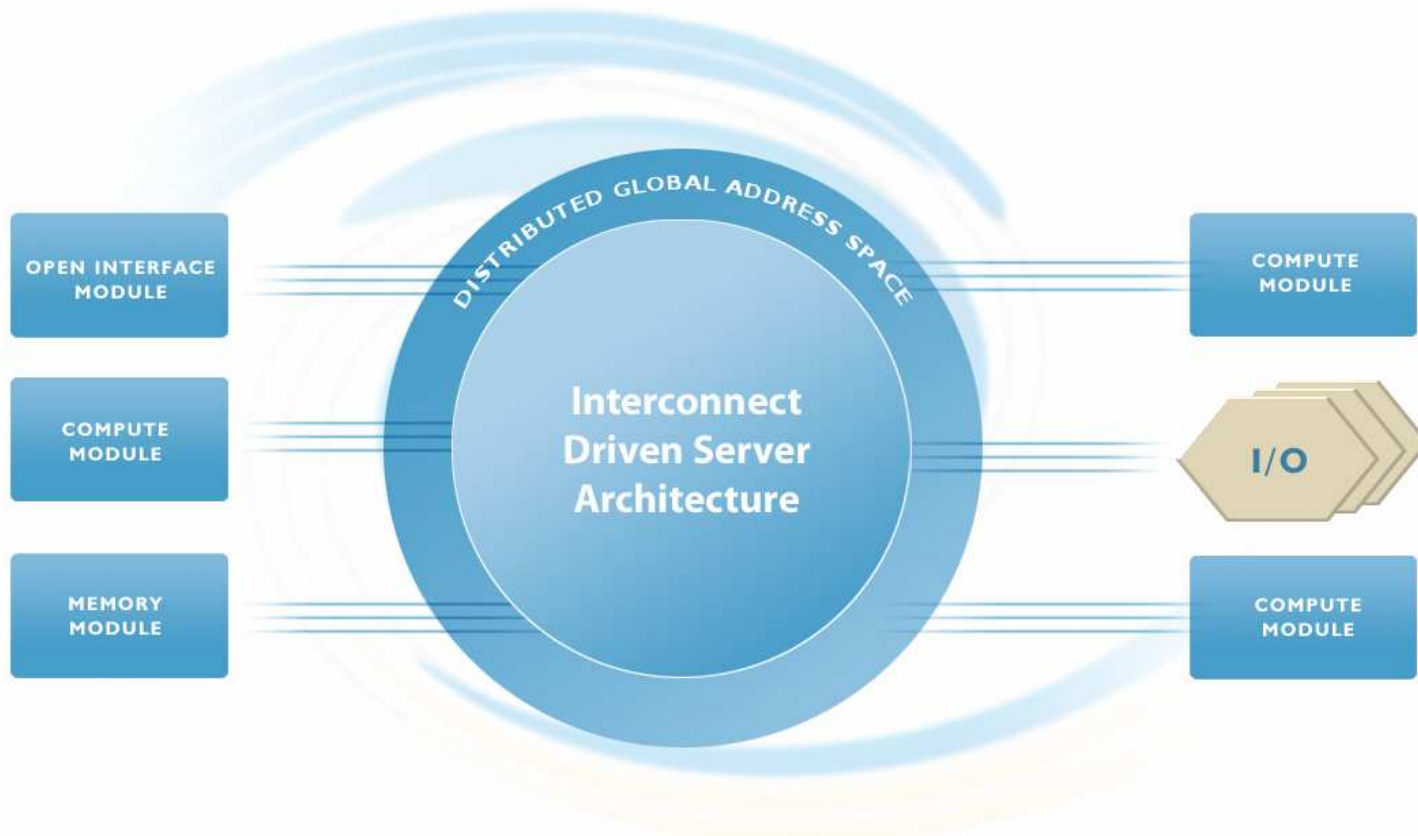 DISTRIBUTED GLOBAL ADDRESS SPACE
OPEN INTERFACE
MODULE
COMPUTE
MODULE
MEMORY
MODULE
Interconnect
Driven Server
Architecture
COMPUTE
MODULE
I/O
COMPUTE
MODULE